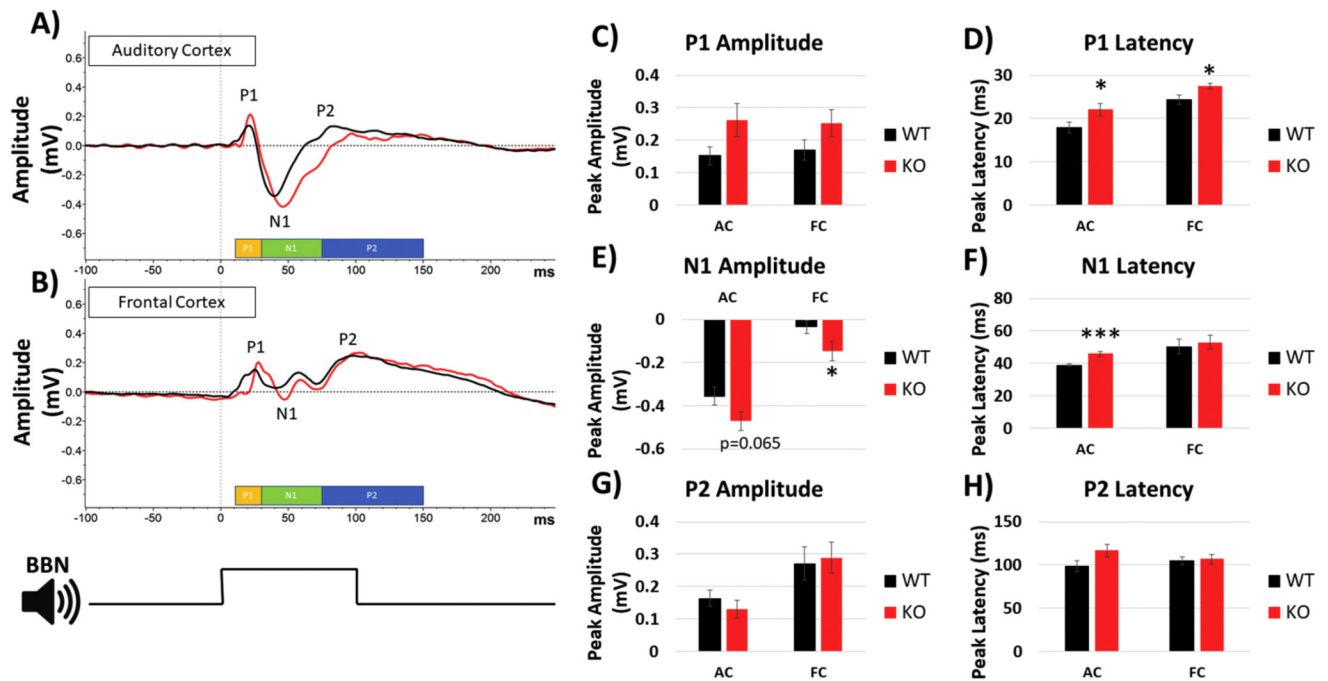 A)
Auditory Cortex
Amplitude
(mV)
0.6
0.4
0.2
0.0
-0.2
-0.4
-0.6
P1
P2
N1
P1 N1 P2
-100 -50 0 50 100 150 200 ms
B)
Frontal Cortex
Amplitude
(mV)
0.6
0.4
0.2
0.0
-0.2
-0.4
-0.6
P1
P2
N1
P1 N1 P2
-100 -50 0 50 100 150 200 ms
BBN
C) P1 Amplitude
Peak Amplitude
(mV)
0.4
0.3
0.2
0.1
0
AC FC
WT
KO
D) P1 Latency
Peak Latency (ms)
30
20
10
0
* *
AC FC
WT
KO
E) N1 Amplitude
Peak Amplitude
(mV)
AC FC
0
-0.2
-0.4
-0.6
*
p=0.065
WT
KO
F) N1 Latency
Peak Latency (ms)
80
60
40
20
0
***
AC FC
WT
KO
G) P2 Amplitude
Peak Amplitude
(mV)
0.4
0.3
0.2
0.1
0
AC FC
WT
KO
H) P2 Latency
Peak Latency (ms)
150
100
50
0
AC FC
WT
KO